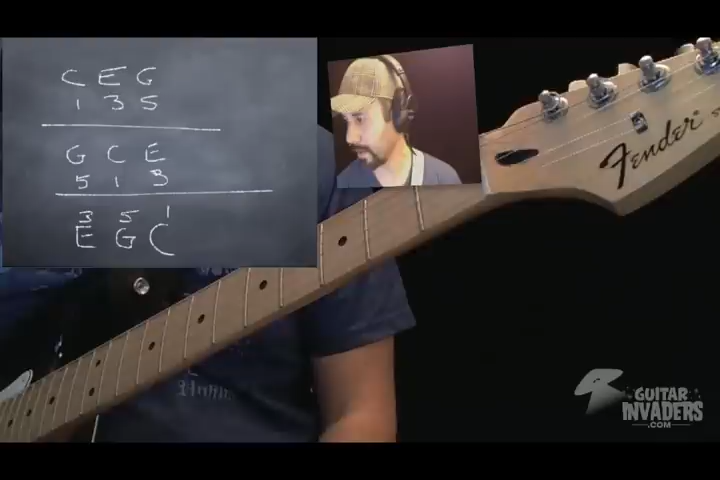 C E G
1 3 5
G C E
5 1 3
3 5 1
E G C
Fender
GUITAR
INVADERS
.COM